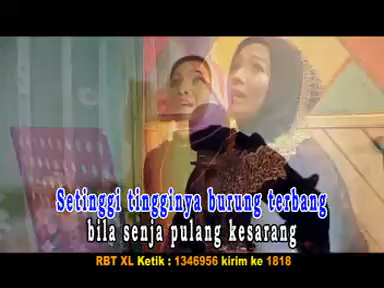 Setinggi tingginya burung terbang
bila senja pulang kesarang
RBT XL Ketik : 1346956 kirim ke 1818